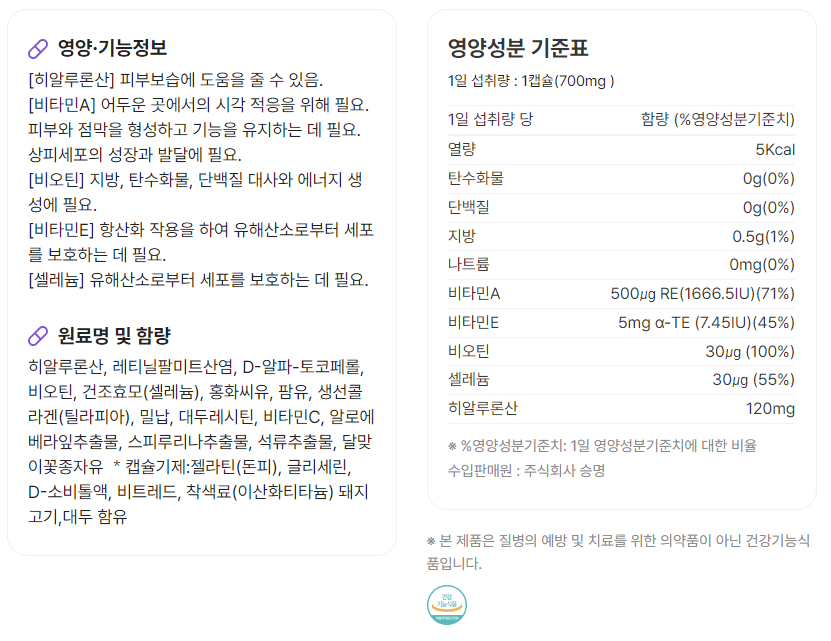 영양·기능정보
[히알루론산] 피부보습에 도움을 줄 수 있음.
[비타민A] 어두운 곳에서의 시각 적응을 위해 필요.
피부와 점막을 형성하고 기능을 유지하는 데 필요.
상피세포의 성장과 발달에 필요.
[비오틴] 지방, 탄수화물, 단백질 대사와 에너지 생
성에 필요.
[비타민E] 항산화 작용을 하여 유해산소로부터 세포
를 보호하는 데 필요.
[셀레늄] 유해산소로부터 세포를 보호하는 데 필요.
원료명 및 함량
히알루론산, 레티닐팔미트산염, D-알파-토코페롤,
비오틴, 건조효모(셀레늄), 홍화씨유, 팜유, 생선콜
라겐(틸라피아), 밀납, 대두레시틴, 비타민C, 알로에
베라잎추출물, 스피루리나추출물, 석류추출물, 달맞
이꽃종자유 * 캡슐기제:젤라틴(돈피), 글리세린,
D-소비톨액, 비트레드, 착색료(이산화티타늄) 돼지
고기,대두 함유
영양성분 기준표
1일 섭취량 : 1캡슐(700mg )
1일 섭취량 당 함량 (%영양성분기준치)
열량 5Kcal
탄수화물 0g(0%)
단백질 0g(0%)
지방 0.5g(1%)
나트륨 0mg(0%)
비타민A 500㎍ RE(1666.5IU)(71%)
비타민E 5mg α-TE (7.45IU)(45%)
비오틴 30㎍ (100%)
셀레늄 30㎍ (55%)
히알루론산 120mg
※ %영양성분기준치: 1일 영양성분기준치에 대한 비율
수입판매원 : 주식회사 승명
※ 본 제품은 질병의 예방 및 치료를 위한 의약품이 아닌 건강기능식
품입니다.
건강
기능식품